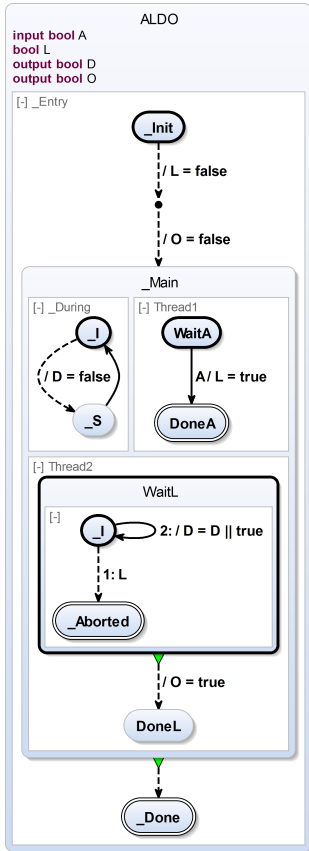 ALDO
input bool A
bool L
output bool D
output bool O
[-] _Entry
_Init
/ L = false
/ O = false
_Main
[-] _During
_I
/ D = false
_S
[-] Thread1
WaitA
A / L = true
DoneA
[-] Thread2
WaitL
[-]
_I
2: / D = D || true
1: L
_Aborted
/ O = true
DoneL
_Done